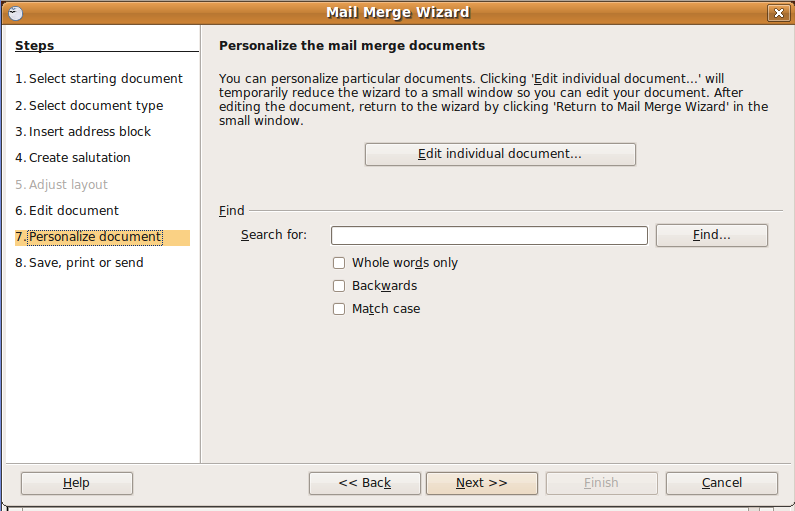 Mail Merge Wizard
Steps
1. Select starting document
2. Select document type
3. Insert address block
4. Create salutation
5. Adjust layout
6. Edit document
7. Personalize document
8. Save, print or send
Personalize the mail merge documents
You can personalize particular documents. Clicking 'Edit individual document...' will
temporarily reduce the wizard to a small window so you can edit your document. After
editing the document, return to the wizard by clicking 'Return to Mail Merge Wizard' in the
small window.
Edit individual document...
Find
Search for:
Find...
Whole words only
Backwards
Match case
Help
<< Back
Next >>
Finish
Cancel